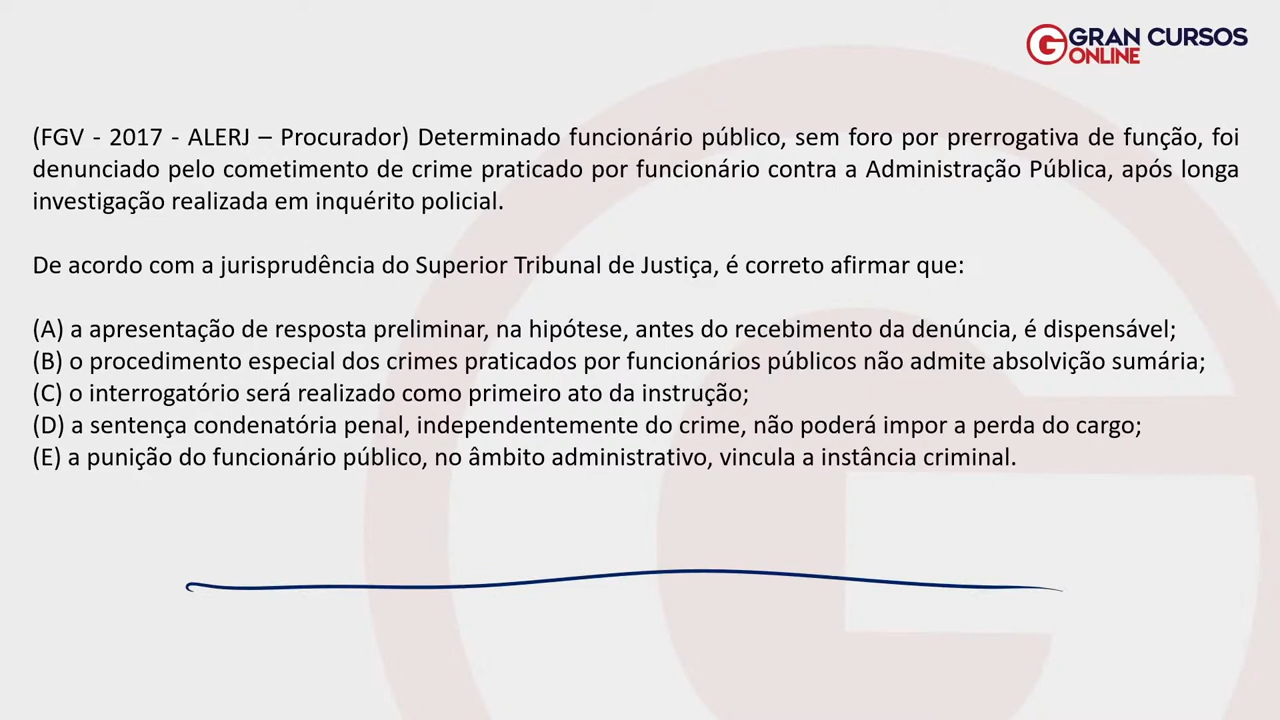 GRAN CURSOS
ONLINE
(FGV - 2017 - ALERJ – Procurador) Determinado funcionário público, sem foro por prerrogativa de função, foi
denunciado pelo cometimento de crime praticado por funcionário contra a Administração Pública, após longa
investigação realizada em inquérito policial.
De acordo com a jurisprudência do Superior Tribunal de Justiça, é correto afirmar que:
(A) a apresentação de resposta preliminar, na hipótese, antes do recebimento da denúncia, é dispensável;
(B) o procedimento especial dos crimes praticados por funcionários públicos não admite absolvição sumária;
(C) o interrogatório será realizado como primeiro ato da instrução;
(D) a sentença condenatória penal, independentemente do crime, não poderá impor a perda do cargo;
(E) a punição do funcionário público, no âmbito administrativo, vincula a instância criminal.